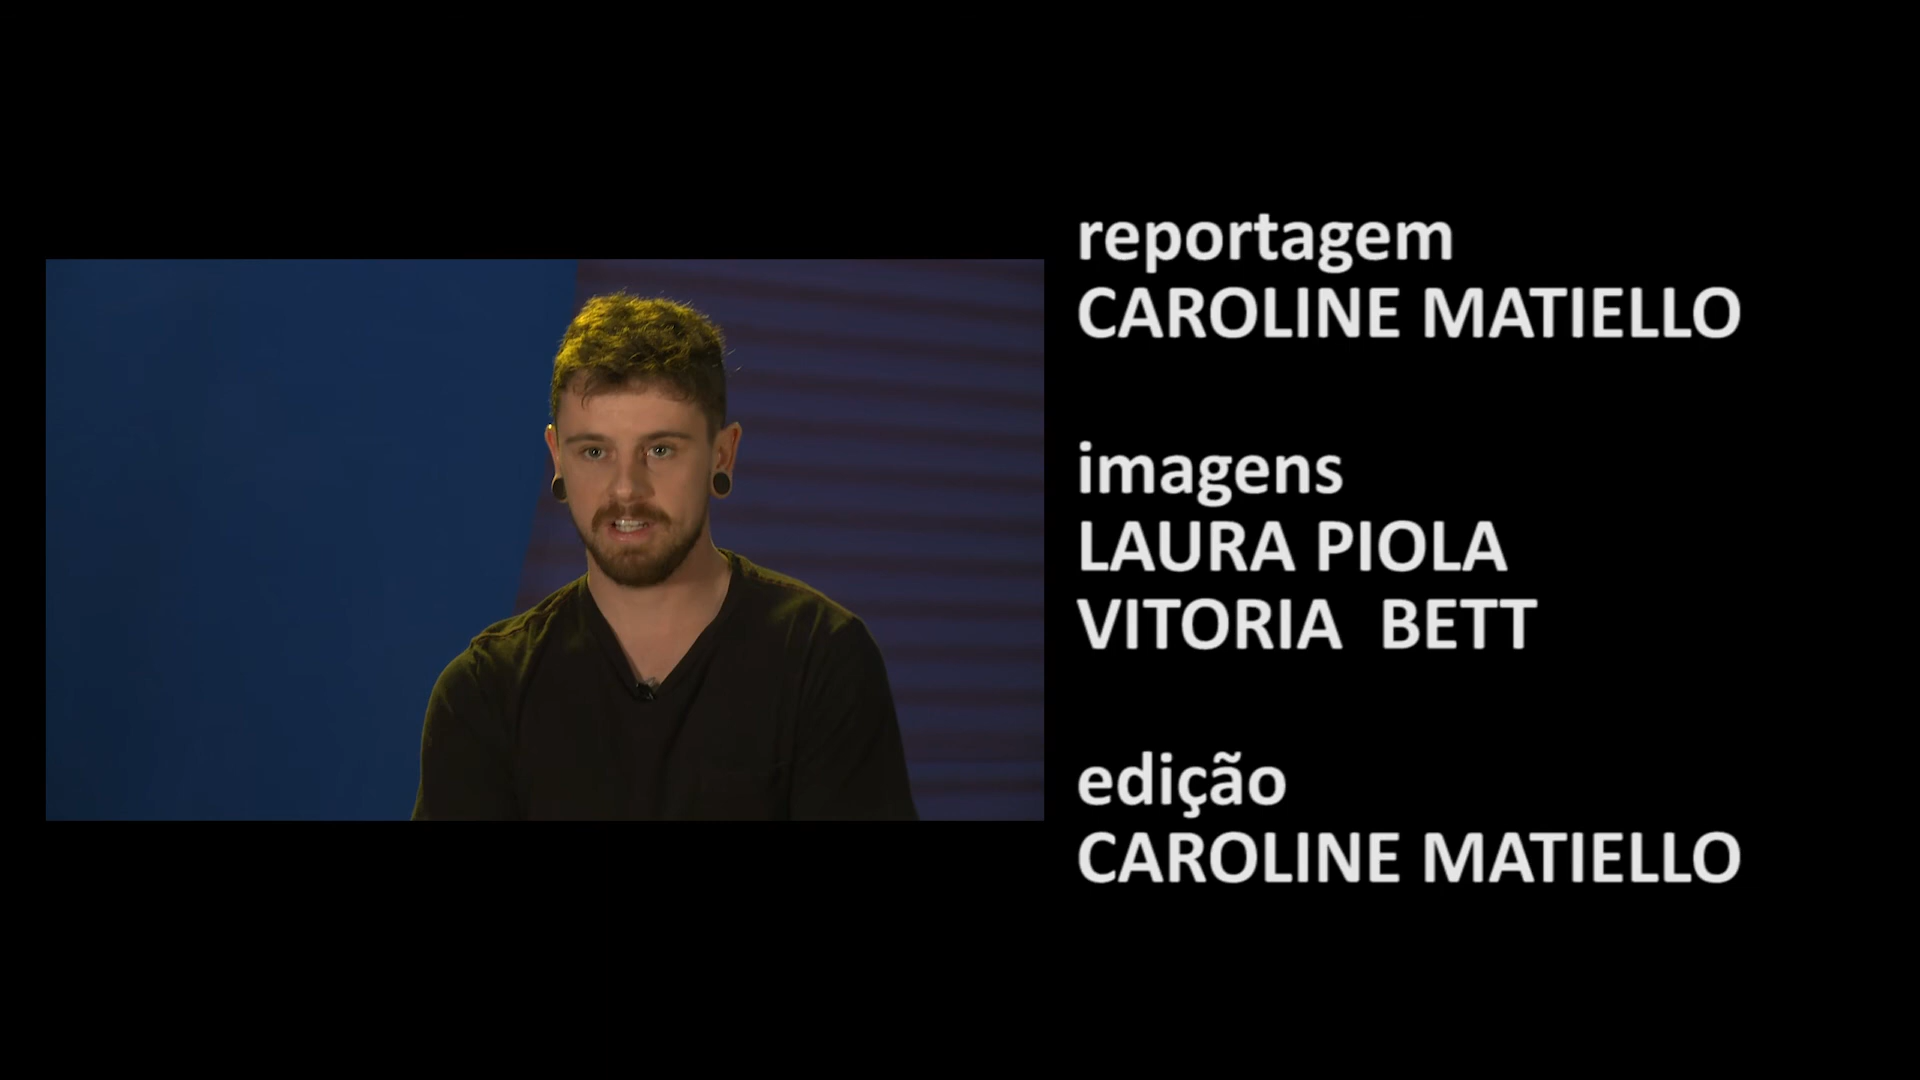 reportagem
CAROLINE MATIELLO
imagens
LAURA PIOLA
VITORIA  BETT
edição
CAROLINE MATIELLO